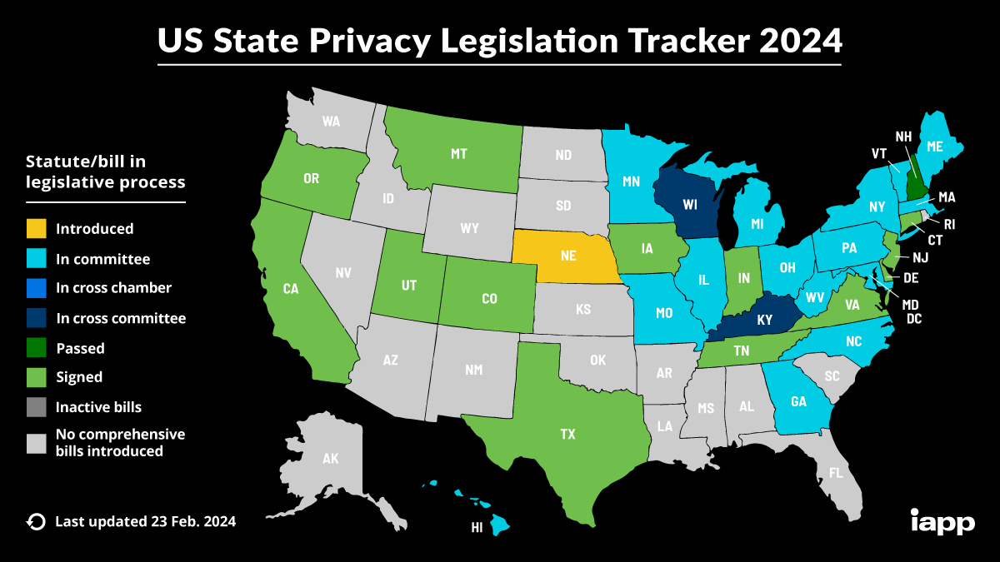 US State Privacy Legislation Tracker 2024
Statute/bill in
legislative process
Introduced
In committee
In cross chamber
In cross committee
Passed
Signed
Inactive bills
No comprehensive
bills introduced
Last updated 23 Feb. 2024
WA
OR
CA
ID
NV
MT
WY
UT
CO
AZ
NM
ND
SD
NE
KS
OK
TX
MN
IA
MO
AR
LA
WI
IL
MI
IN
OH
KY
TN
MS
AL
GA
FL
SC
NC
VA
WV
PA
NY
VT
NH
ME
MA
RI
CT
NJ
DE
MD
DC
AK
HI
iapp